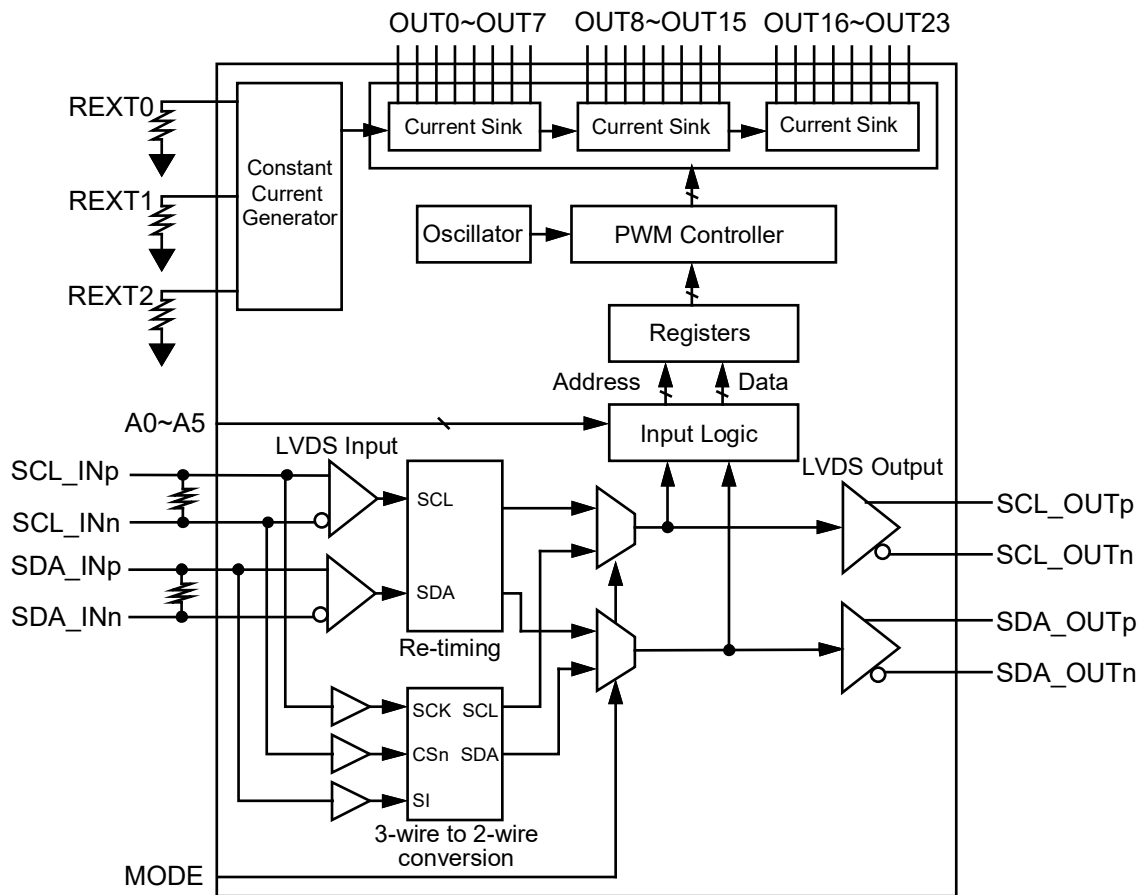 OUT0~OUT7
OUT8~OUT15
OUT16~OUT23
REXT0
REXT1
REXT2
Constant
Current
Generator
Current Sink
Current Sink
Current Sink
Oscillator
PWM Controller
Registers
Address
Data
A0~A5
Input Logic
LVDS Input
LVDS Output
SCL_INp
SCL_INn
SDA_INp
SDA_INn
SCL
SDA
Re-timing
SCL_OUTp
SCL_OUTn
SDA_OUTp
SDA_OUTn
SCK SCL
CSn SDA
SI
3-wire to 2-wire
conversion
MODE